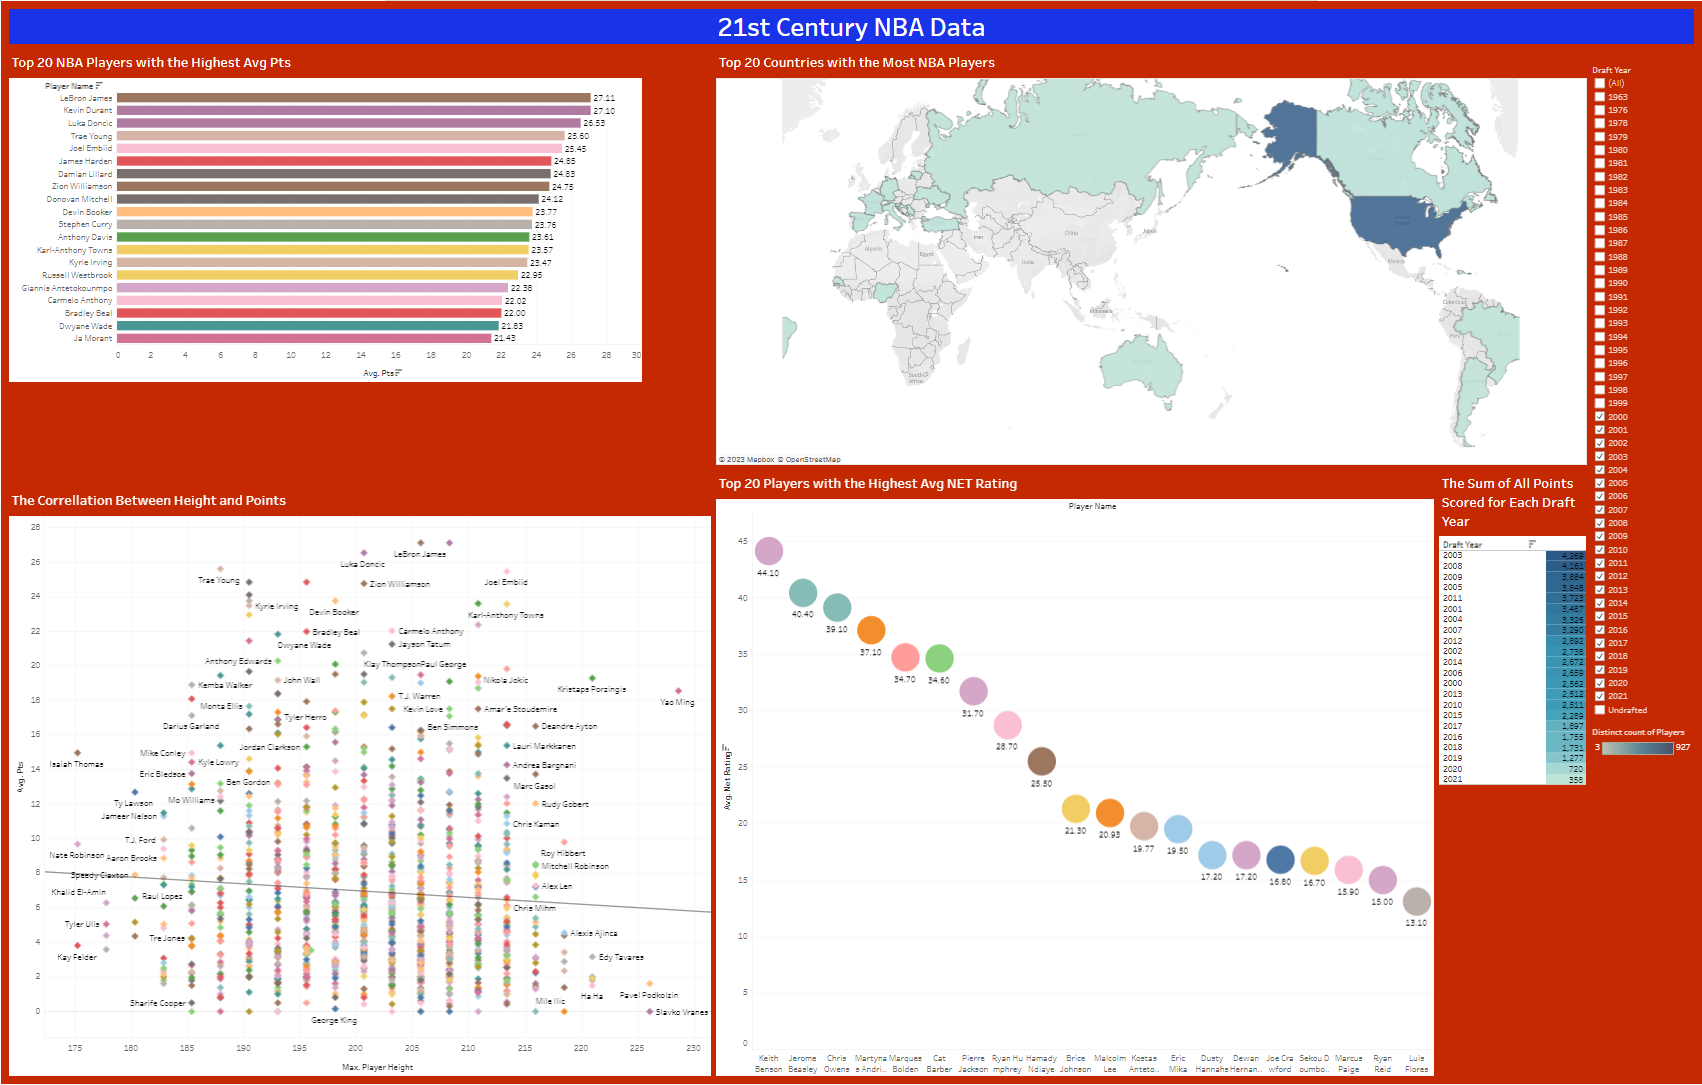 21st Century NBA Data
Top 20 NBA Players with the Highest Avg Pts
Player Name
LeBron James 27.11
Kevin Durant 27.10
Luka Doncic 26.53
Trae Young 25.60
Joel Embiid 25.45
James Harden 24.85
Damian Lillard 24.83
Zion Williamson 24.75
Donovan Mitchell 24.12
Devin Booker 23.77
Stephen Curry 23.76
Anthony Davis 23.61
Karl-Anthony Towns 23.57
Kyrie Irving 23.47
Russell Westbrook 22.95
Giannis Antetokounmpo 22.38
Carmelo Anthony 22.02
Bradley Beal 22.00
Dwyane Wade 21.83
Ja Morant 21.43
0 2 4 6 8 10 12 14 16 18 20 22 24 26 28 30
Avg. Pts
Top 20 Countries with the Most NBA Players
Algeria
Egypt
Iran
India
China
Japan
Indonesia
South
Africa
Mexico
Colombia
Peru
© 2023 Mapbox © OpenStreetMap
Draft Year
(All)
1963
1976
1978
1979
1980
1981
1982
1983
1984
1985
1986
1987
1988
1989
1990
1991
1992
1993
1994
1995
1996
1997
1998
1999
2000
2001
2002
2003
2004
2005
2006
2007
2008
2009
2010
2011
2012
2013
2014
2015
2016
2017
2018
2019
2020
2021
Undrafted
Distinct count of Players
3 927
The Correllation Between Height and Points
Avg. Pts
28
26
24
22
20
18
16
14
12
10
8
6
4
2
0
LeBron James
Luka Doncic
Trae Young
Zion Williamson
Joel Embiid
Kyrie Irving
Devin Booker
Karl-Anthony Towns
Bradley Beal
Carmelo Anthony
Dwyane Wade
Jayson Tatum
Anthony Edwards
Klay Thompson
Paul George
Kemba Walker
John Wall
Nikola Jokic
Kristaps Porzingis
T.J. Warren
Yao Ming
Monta Ellis
Kevin Love
Amar'e Stoudemire
Tyler Herro
Darius Garland
Ben Simmons
Deandre Ayton
Jordan Clarkson
Lauri Markkanen
Mike Conley
Isaiah Thomas
Kyle Lowry
Andrea Bargnani
Eric Bledsoe
Ben Gordon
Marc Gasol
Ty Lawson
Mo Williams
Rudy Gobert
Jameer Nelson
Chris Kaman
T.J. Ford
Nate Robinson
Aaron Brooks
Roy Hibbert
Mitchell Robinson
Speedy Claxton
Khalid El-Amin
Raul Lopez
Alex Len
Chris Mihm
Tyler Ulis
Tre Jones
Alexis Ajinca
Kay Felder
Edy Tavares
Sharife Cooper
Mile Ilic
Ha Ha
Pavel Podkolzin
George King
Slavko Vranes
175 180 185 190 195 200 205 210 215 220 225 230
Max. Player Height
Top 20 Players with the Highest Avg NET Rating
Player Name
Avg. Net Rating
45
40
35
30
25
20
15
10
5
0
44.10
40.40
39.10
37.10
34.70
34.60
31.70
28.70
25.50
21.30
20.93
19.77
19.50
17.20
17.20
16.80
16.70
15.90
15.00
13.10
Keith Jerome Chris Martyna Marques Cat Pierre Ryan Hu Hamady Brice Malcolm Kostas Eric Dusty Dewan Joe Cra Sekou D Marcus Ryan Luis
Benson Beasley Owens s Andri.. Bolden Barber Jackson mphrey Ndiaye Johnson Lee Anteto.. Mika Hannahs Hernan.. wford oumbo.. Paige Reid Flores
The Sum of All Points
Scored for Each Draft
Year
Draft Year
2003 4,269
2008 4,161
2009 3,884
2005 3,848
2011 3,723
2001 3,487
2004 3,326
2007 3,290
2012 2,892
2002 2,738
2014 2,672
2006 2,659
2000 2,562
2013 2,512
2010 2,511
2015 2,289
2017 1,897
2016 1,755
2018 1,731
2019 1,277
2020 720
2021 358